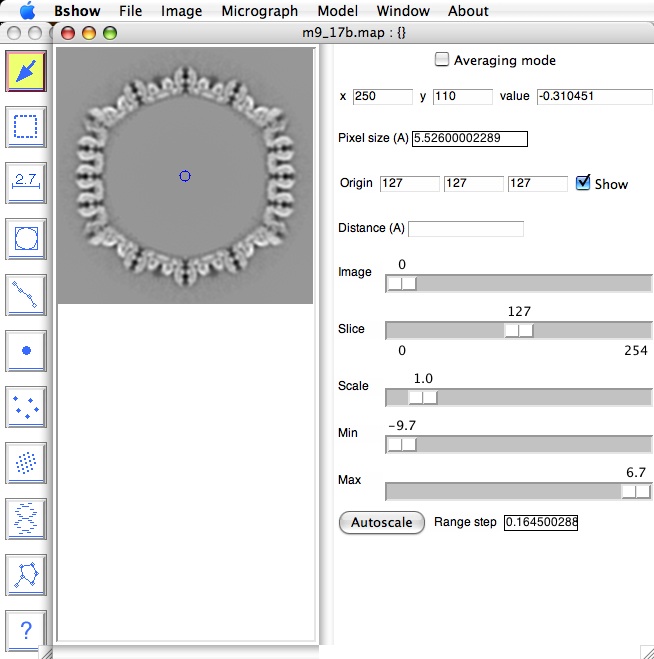 Bshow File Image Micrograph Model Window About
m9_17b.map : {}
Averaging mode
x 250 y 110 value -0.310451
Pixel size (A) 5.52600002289
2.7
Origin 127 127 127 Show
Distance (A)
0
Image
127
Slice
0 254
1.0
Scale
-9.7
Min
6.7
Max
Autoscale Range step 0.164500288
?